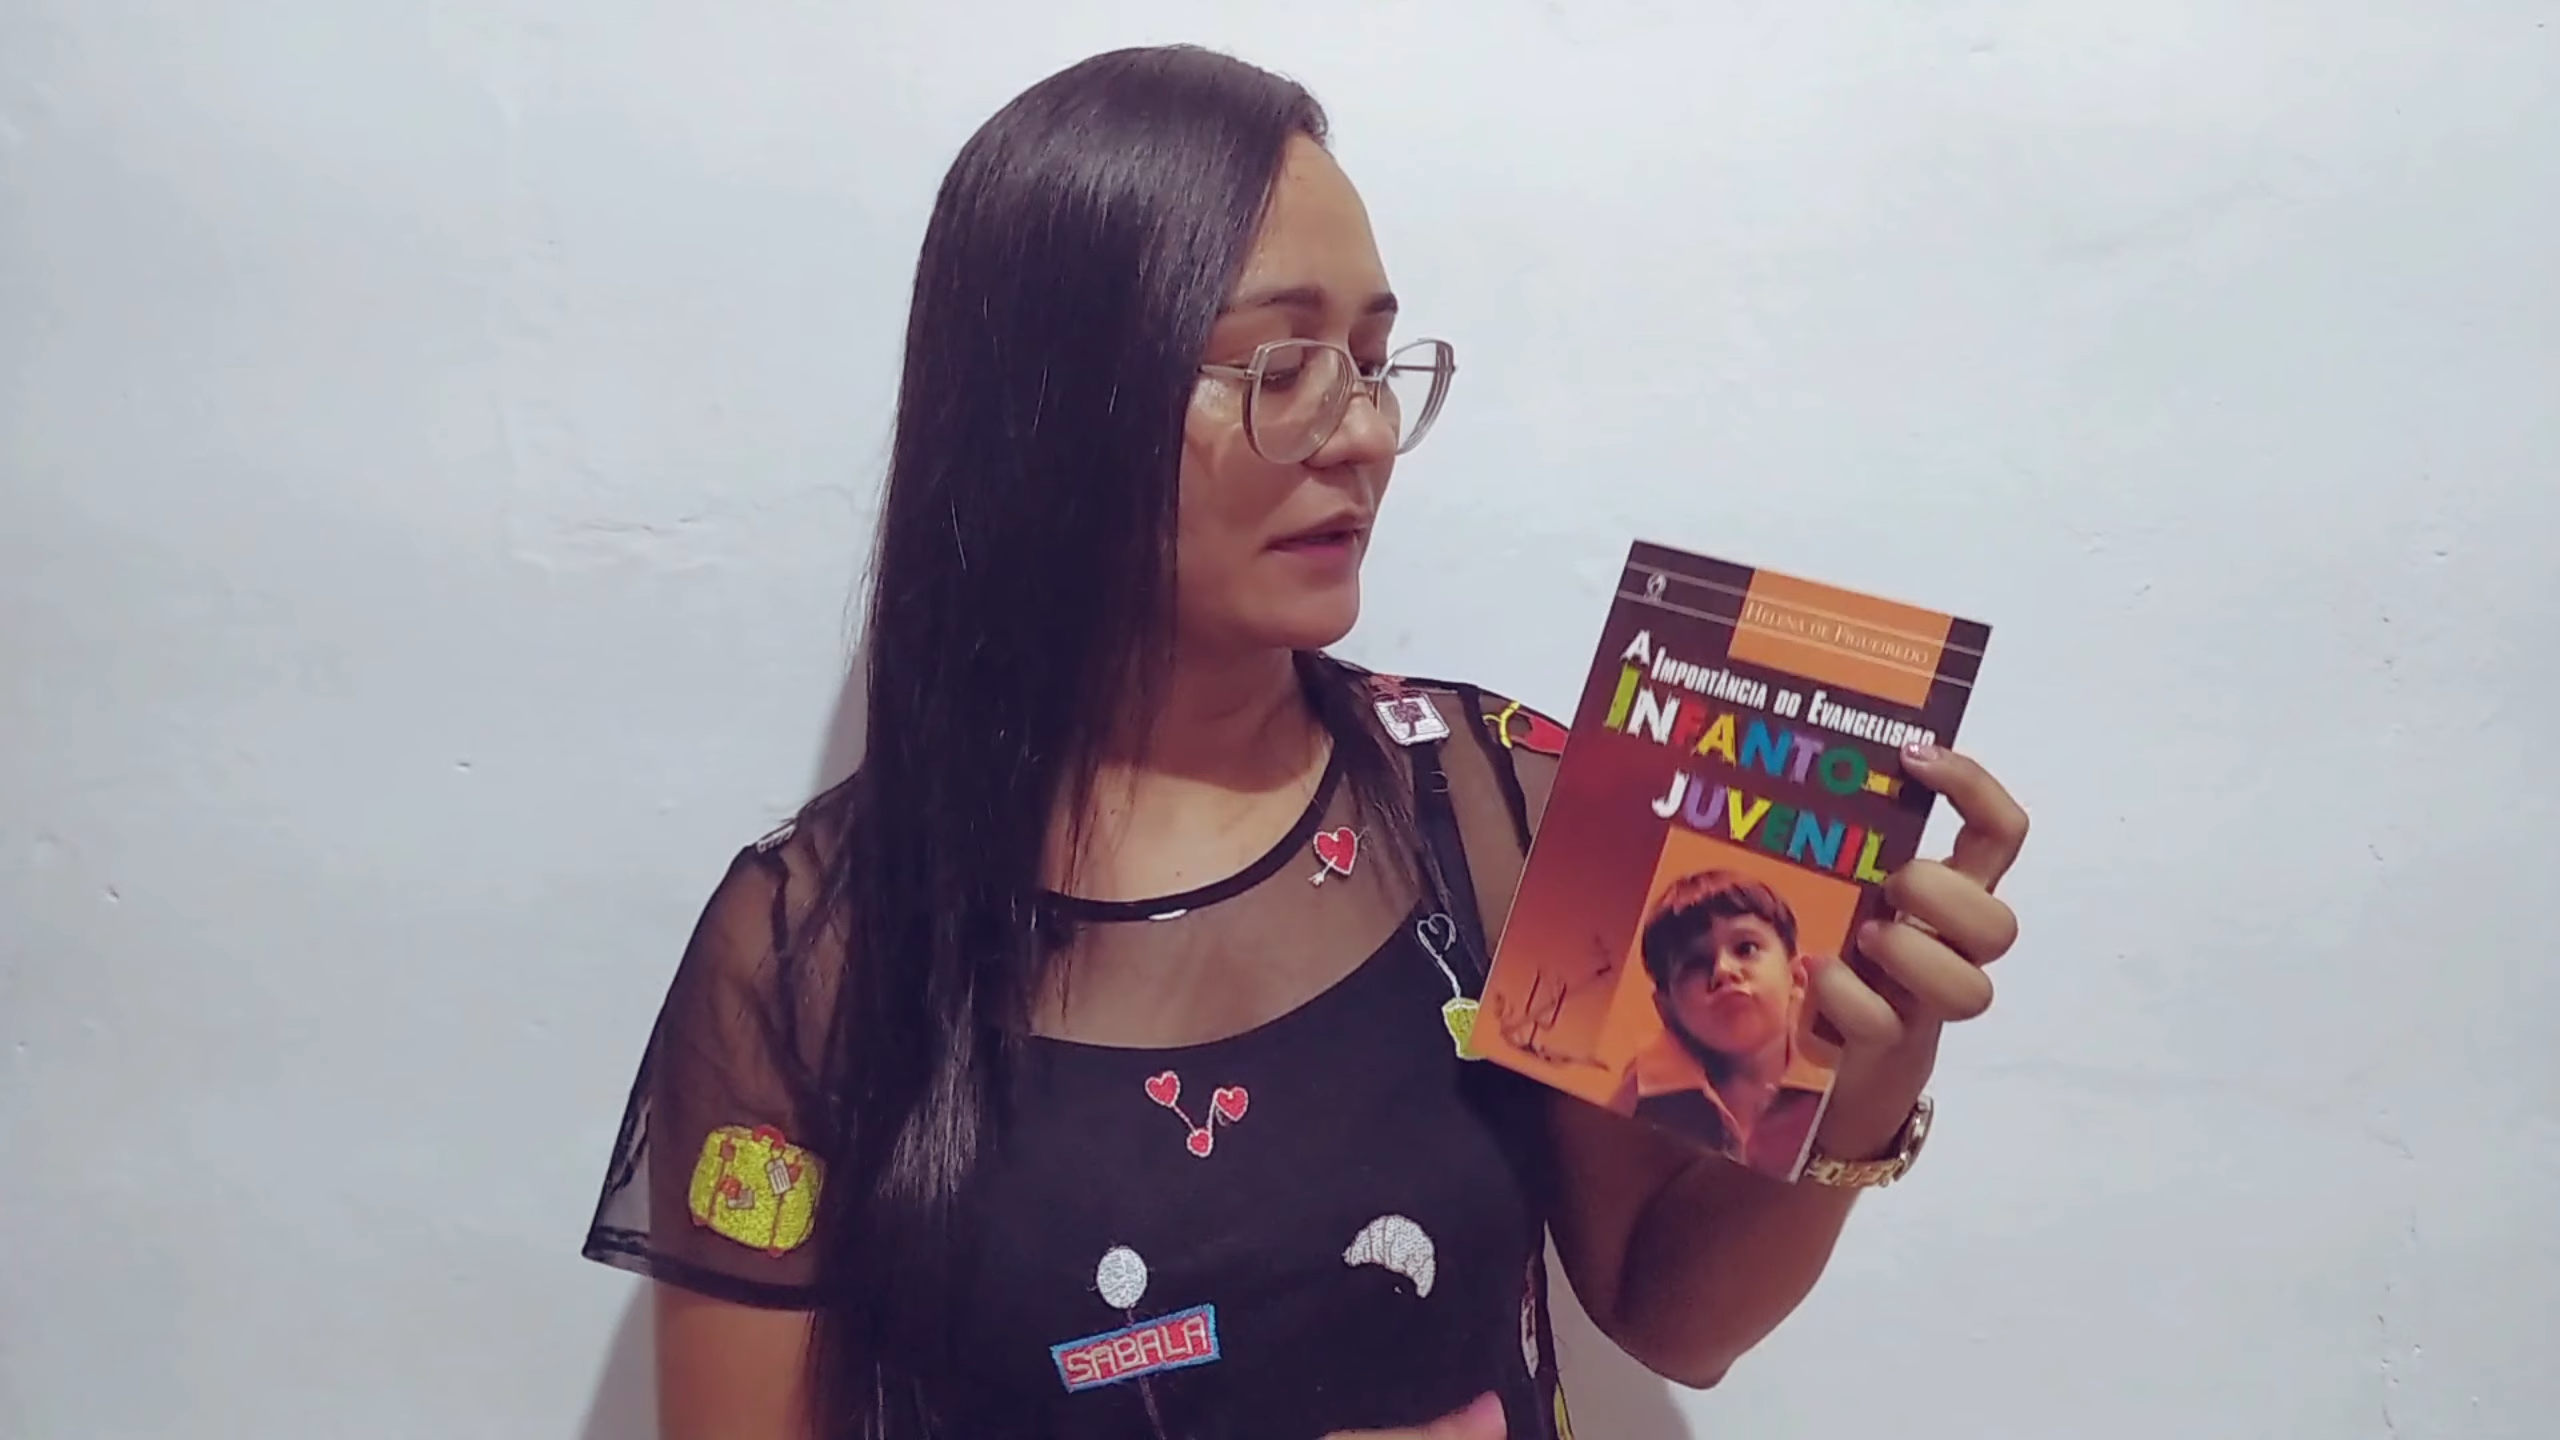 HELENA DE FIGUEIREDO
A IMPORTÂNCIA DO EVANGELISMO
INFANTO-
JUVENIL
SABALA